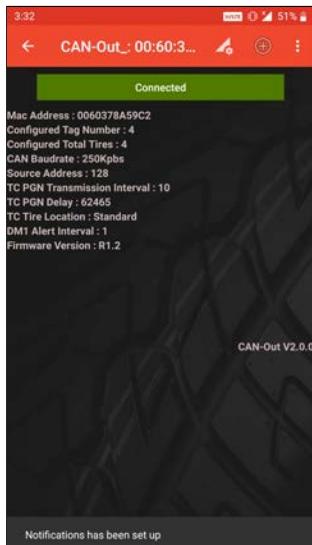 3:32
VoLTE
51%
CAN-Out_: 00:60:3...
Connected
Mac Address : 0060378A59C2
Configured Tag Number : 4
Configured Total Tires : 4
CAN Baudrate : 250Kpbs
Source Address : 128
TC PGN Transmission Interval : 10
TC PGN Delay : 62465
TC Tire Location : Standard
DM1 Alert Interval : 1
Firmware Version : R1.2
CAN-Out V2.0.0
Notifications has been set up